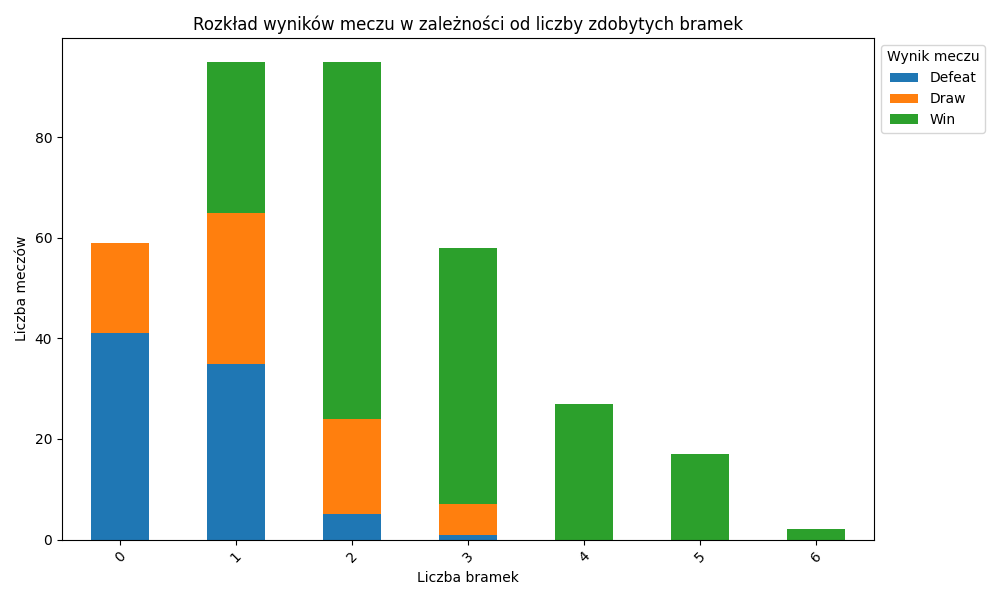 Rozkład wyników meczu w zależności od liczby zdobytych bramek
Wynik meczu
Defeat
Draw
Win
Liczba meczów
80
60
40
20
0
0 1 2 3 4 5 6
Liczba bramek